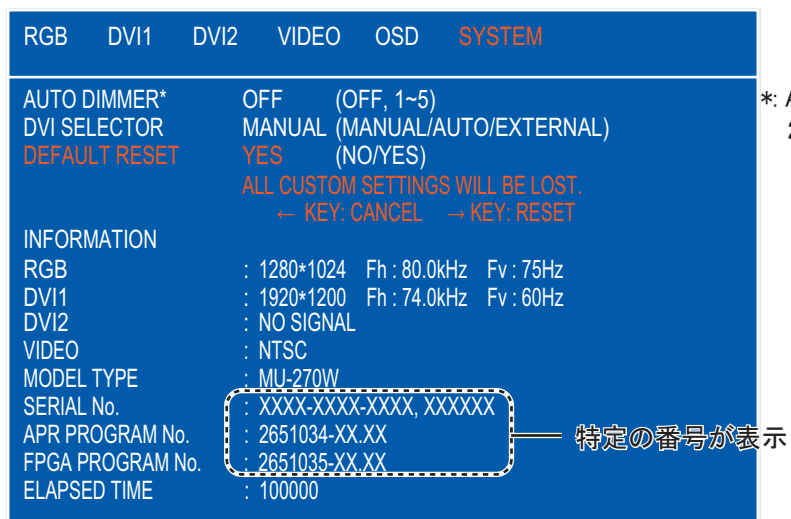 RGB DVI1 DVI2 VIDEO OSD SYSTEM
AUTO DIMMER* OFF (OFF, 1~5)
DVI SELECTOR MANUAL (MANUAL/AUTO/EXTERNAL)
DEFAULT RESET YES (NO/YES)
ALL CUSTOM SETTINGS WILL BE LOST.
← KEY: CANCEL → KEY: RESET
INFORMATION
RGB : 1280*1024 Fh : 80.0kHz Fv : 75Hz
DVI1 : 1920*1200 Fh : 74.0kHz Fv : 60Hz
DVI2 : NO SIGNAL
VIDEO : NTSC
MODEL TYPE : MU-270W
SERIAL No. : XXXX-XXXX-XXXX, XXXXXX
APR PROGRAM No. : 2651034-XX.XX
FPGA PROGRAM No. : 2651035-XX.XX
ELAPSED TIME : 100000
特定の番号が表示
*: